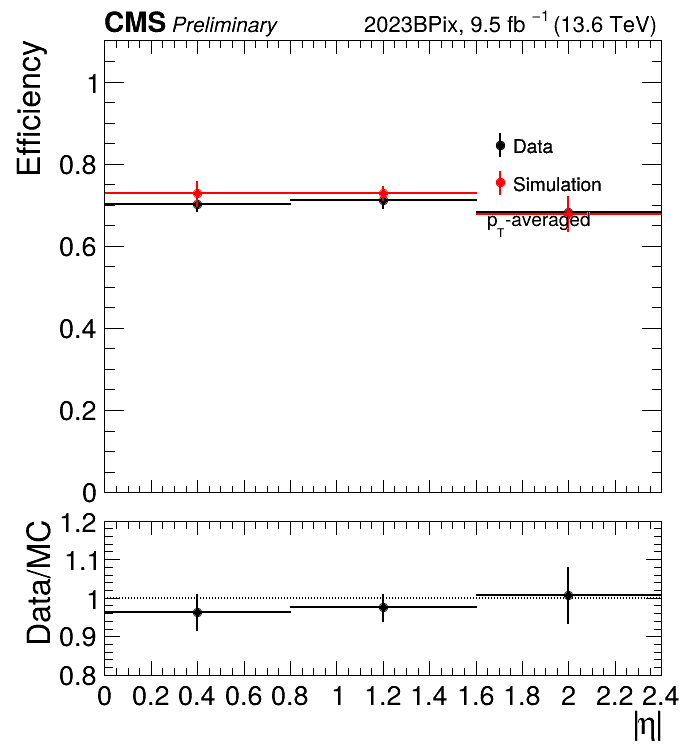 CMS Preliminary 2023BPix, 9.5 fb⁻¹ (13.6 TeV)
Efficiency
1
0.8
0.6
0.4
0.2
0
Data
Simulation
p_T-averaged
Data/MC
1.2
1.1
1
0.9
0.8
0 0.2 0.4 0.6 0.8 1 1.2 1.4 1.6 1.8 2 2.2 2.4
|η|